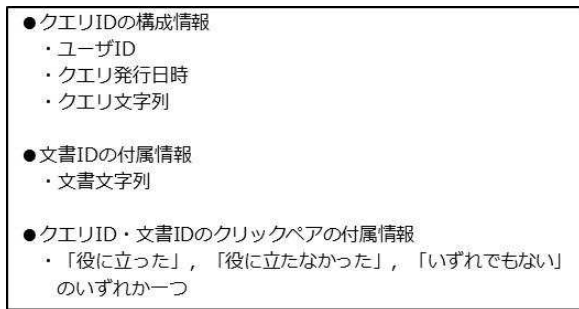 ●クエリIDの構成情報
・ユーザID
・クエリ発行日時
・クエリ文字列
●文書IDの付属情報
・文書文字列
●クエリID・文書IDのクリックペアの付属情報
・「役に立った」,「役に立たなかった」,「いずれでもない」
のいずれか一つ